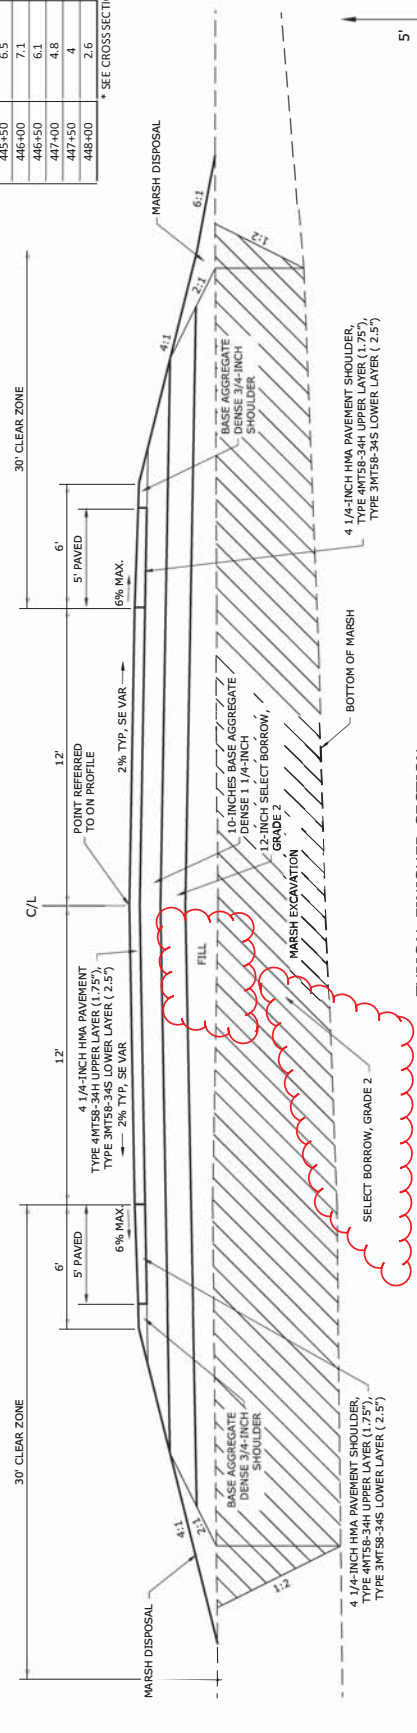 445+50 6.5
446+00 7.1
446+50 6.1
447+00 4.8
447+50 4
448+00 2.6
* SEE CROSS SECTI
30' CLEAR ZONE
30' CLEAR ZONE
C/L
6'
12'
12'
6'
5' PAVED
5' PAVED
6% MAX.
6% MAX.
POINT REFERRED
TO ON PROFILE
4 1/4-INCH HMA PAVEMENT
TYPE 4MT58-34H UPPER LAYER (1.75"),
TYPE 3MT58-34S LOWER LAYER ( 2.5")
2% TYP, SE VAR
2% TYP, SE VAR
MARSH DISPOSAL
MARSH DISPOSAL
4:1
2:1
1:2
4:1
2:1
6:1
1:2
BASE AGGREGATE
DENSE 3/4-INCH
SHOULDER
BASE AGGREGATE
DENSE 3/4-INCH
SHOULDER
FILL
10-INCHES BASE AGGREGATE
DENSE 1 1/4-INCH
12-INCH SELECT BORROW,
GRADE 2
MARSH EXCAVATION
SELECT BORROW, GRADE 2
BOTTOM OF MARSH
4 1/4-INCH HMA PAVEMENT SHOULDER,
TYPE 4MT58-34H UPPER LAYER (1.75"),
TYPE 3MT58-34S LOWER LAYER ( 2.5")
4 1/4-INCH HMA PAVEMENT SHOULDER,
TYPE 4MT58-34H UPPER LAYER (1.75"),
TYPE 3MT58-34S LOWER LAYER ( 2.5")
5'